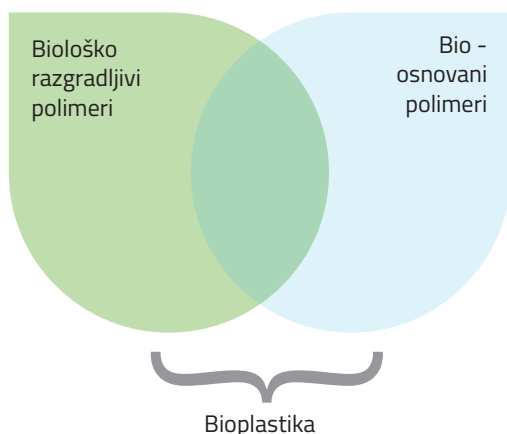 Biološko
razgradljivi
polimeri
Bio -
osnovani
polimeri
Bioplastika